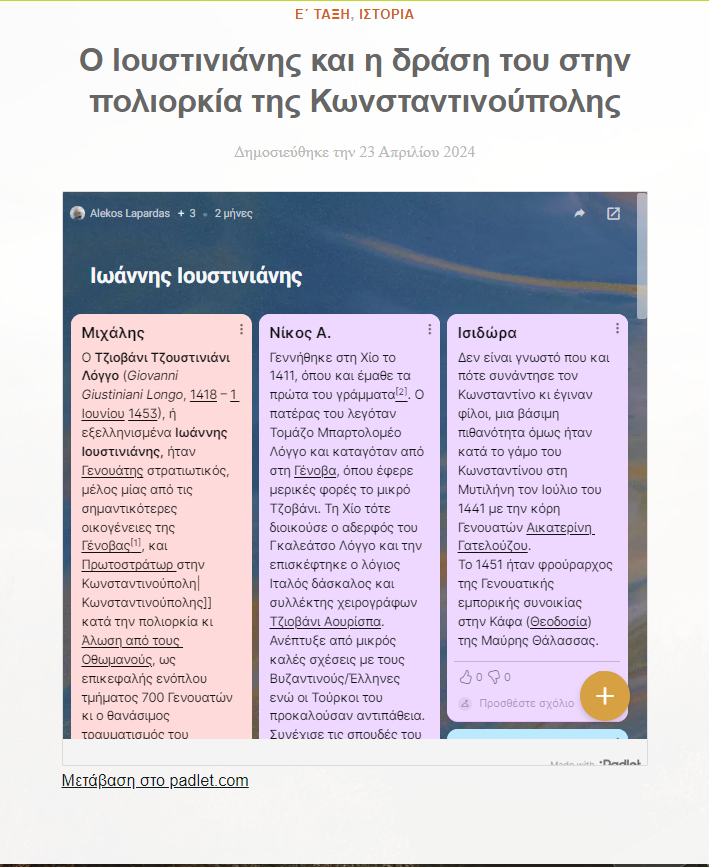 Ε΄ ΤΑΞΗ, ΙΣΤΟΡΙΑ
Ο Ιουστινιάνης και η δράση του στην
πολιορκία της Κωνσταντινούπολης
Δημοσιεύθηκε την 23 Απριλίου 2024
Alekos Lapardas + 3 • 2 μήνες
Ιωάννης Ιουστινιάνης
Μιχάλης
Ο Τζιοβάνι Τζουστινιάνι
Λόγγο (Giovanni
Giustiniani Longo, 1418 – 1
Ιουνίου 1453), ή
εξελληνισμένα Ιωάννης
Ιουστινιάνης, ήταν
Γενουάτης στρατιωτικός,
μέλος μίας από τις
σημαντικότερες
οικογένειες της
Γένοβας[1], και
Πρωτοστράτωρ στην
Κωνσταντινούπολη|
Κωνσταντινούπολης]]
κατά την πολιορκία κι
Άλωση από τους
Οθωμανούς, ως
επικεφαλής ενόπλου
τμήματος 700 Γενουατών
κι ο θανάσιμος
τραυματισμός του
Νίκος Α.
Γεννήθηκε στη Χίο το
1411, όπου και έμαθε τα
πρώτα του γράμματα[2]. Ο
πατέρας του λεγόταν
Τομάζο Μπαρτολομέο
Λόγγο και καταγόταν από
στη Γένοβα, όπου έφερε
μερικές φορές το μικρό
Τζοβάνι. Τη Χίο τότε
διοικούσε ο αδερφός του
Γκαλεάτσο Λόγγο και την
επισκέφτηκε ο λόγιος
Ιταλός δάσκαλος και
συλλέκτης χειρογράφων
Τζιοβάνι Αουρίσπα.
Ανέπτυξε από μικρός
καλές σχέσεις με τους
Βυζαντινούς/Έλληνες
ενώ οι Τούρκοι του
προκαλούσαν αντιπάθεια.
Συνέχισε τις σπουδές του
Ισιδώρα
Δεν είναι γνωστό που και
πότε συνάντησε τον
Κωνσταντίνο κι έγιναν
φίλοι, μια βάσιμη
πιθανότητα όμως ήταν
κατά το γάμο του
Κωνσταντίνου στη
Μυτιλήνη τον Ιούλιο του
1441 με την κόρη
Γενουατών Αικατερίνη
Γατελούζου.
Το 1451 ήταν φρούραρχος
της Γενουατικής
εμπορικής συνοικίας
στην Κάφα (Θεοδοσία)
της Μαύρης Θάλασσας.
0 0
Προσθέστε σχόλιο
Made with :Padlet
Μετάβαση στο padlet.com